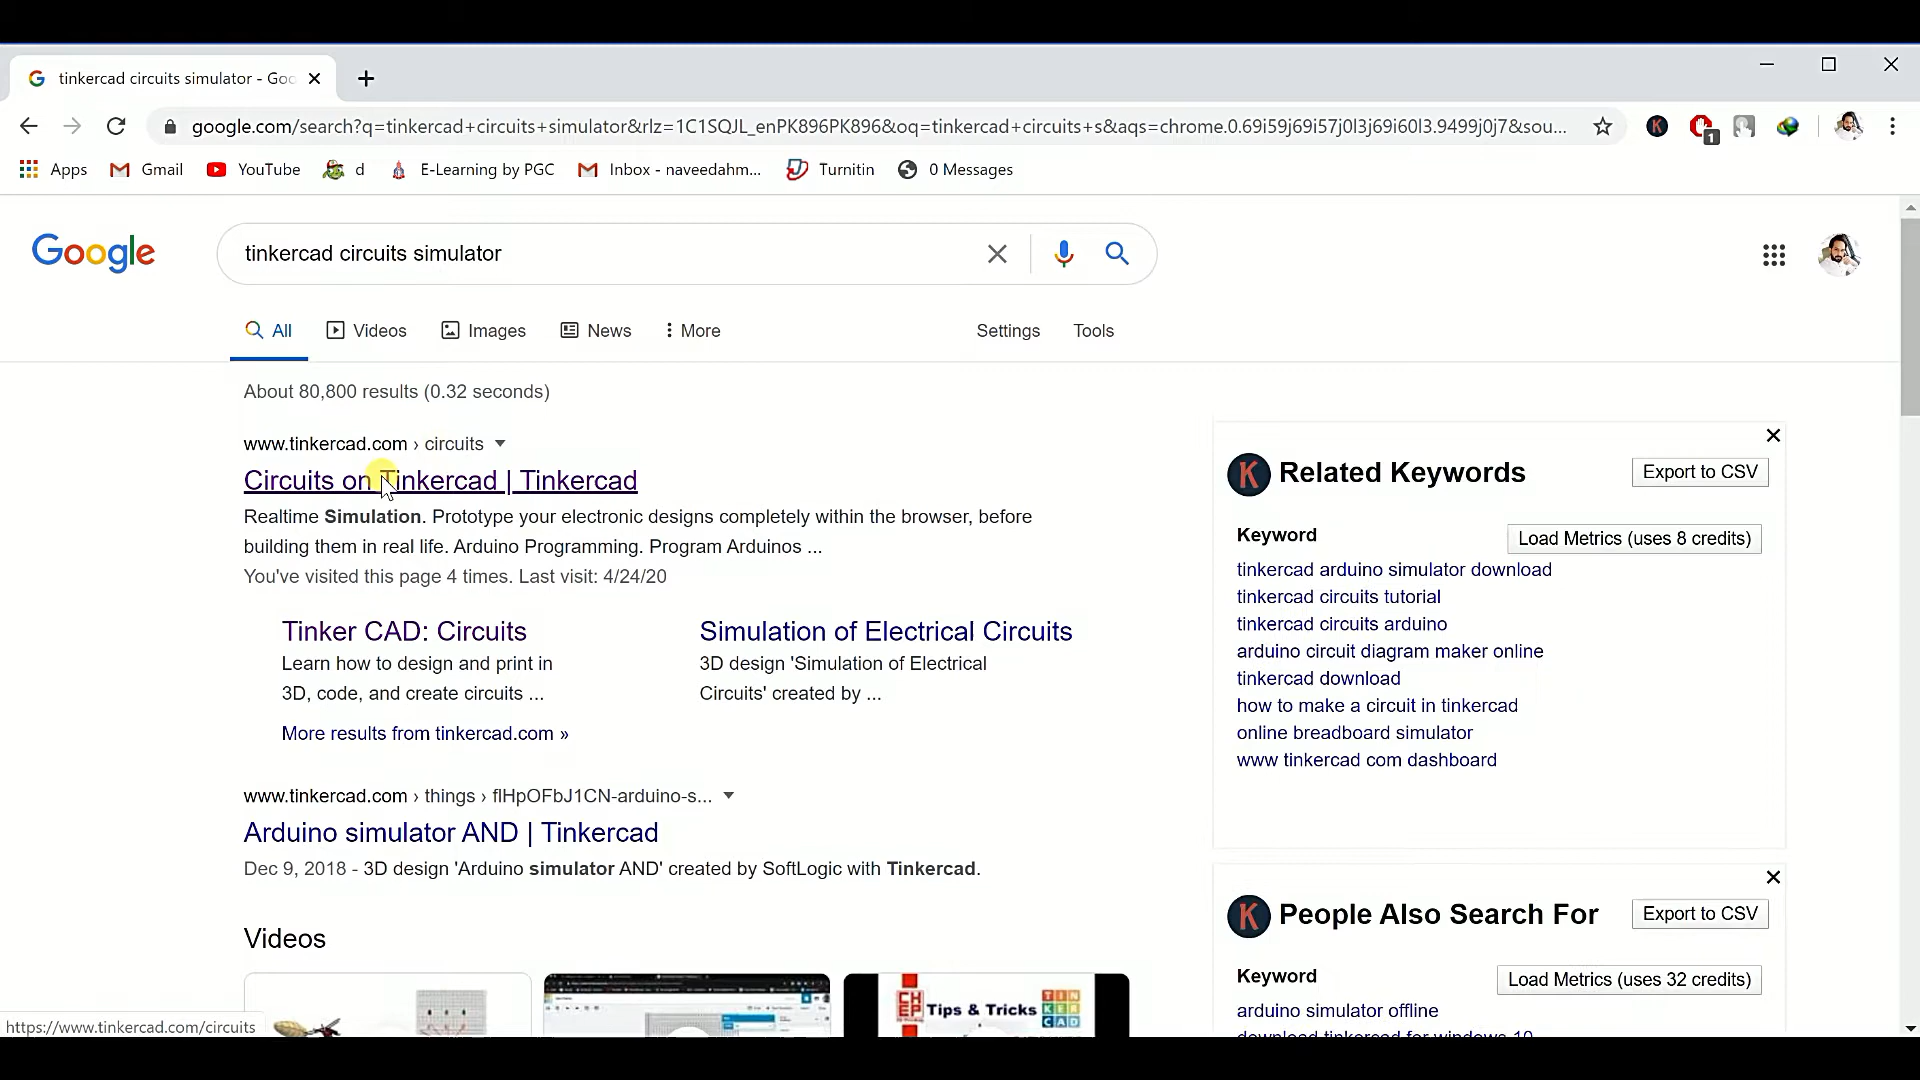 tinkercad circuits simulator - Goo
google.com/search?q=tinkercad+circuits+simulator&rlz=1C1SQJL_enPK896PK896&oq=tinkercad+circuits+s&aqs=chrome.0.69i59j69i57j0l3j69i60l3.9499j0j7&sou...
1
Apps Gmail YouTube d E-Learning by PGC Inbox - naveedahm... Turnitin 0 Messages
Google
tinkercad circuits simulator
All Videos Images News More Settings Tools
About 80,800 results (0.32 seconds)
www.tinkercad.com › circuits
Circuits on Tinkercad | Tinkercad
Realtime Simulation. Prototype your electronic designs completely within the browser, before
building them in real life. Arduino Programming. Program Arduinos ...
You've visited this page 4 times. Last visit: 4/24/20
Tinker CAD: Circuits
Learn how to design and print in
3D, code, and create circuits ...
Simulation of Electrical Circuits
3D design 'Simulation of Electrical
Circuits' created by ...
More results from tinkercad.com »
www.tinkercad.com › things › flHpOFbJ1CN-arduino-s...
Arduino simulator AND | Tinkercad
Dec 9, 2018 - 3D design 'Arduino simulator AND' created by SoftLogic with Tinkercad.
Videos
CHEP Tips & Tricks TINKERCAD
K Related Keywords Export to CSV
Keyword Load Metrics (uses 8 credits)
tinkercad arduino simulator download
tinkercad circuits tutorial
tinkercad circuits arduino
arduino circuit diagram maker online
tinkercad download
how to make a circuit in tinkercad
online breadboard simulator
www tinkercad com dashboard
K People Also Search For Export to CSV
Keyword Load Metrics (uses 32 credits)
arduino simulator offline
download tinkercad for windows 10
https://www.tinkercad.com/circuits